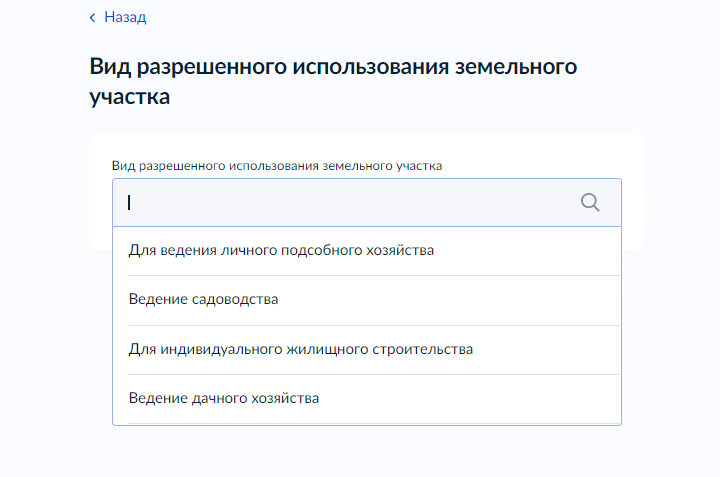 Назад
Вид разрешенного использования земельного
участка
Вид разрешенного использования земельного участка
Для ведения личного подсобного хозяйства
Ведение садоводства
Для индивидуального жилищного строительства
Ведение дачного хозяйства